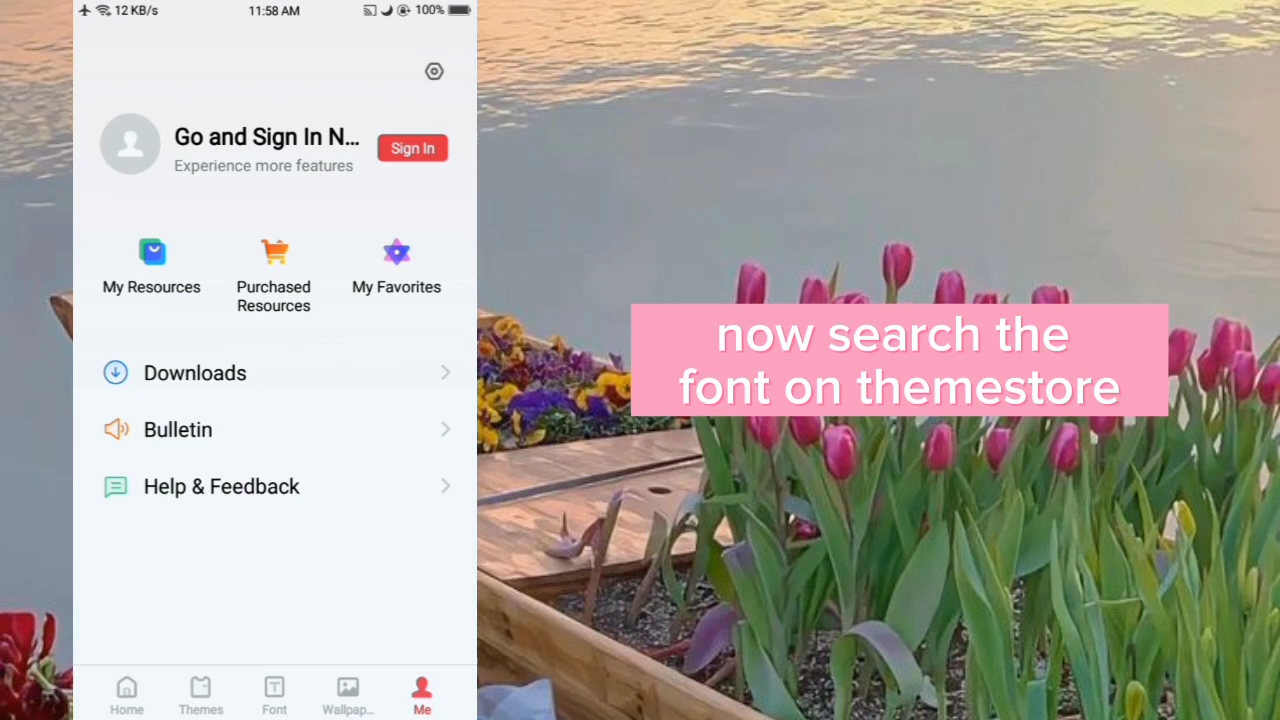 12 KB/s 11:58 AM 100%
Go and Sign In N...
Experience more features
Sign In
My Resources
Purchased
Resources
My Favorites
Downloads
Bulletin
Help & Feedback
Home Themes Font Wallpap... Me
now search the
font on themestore